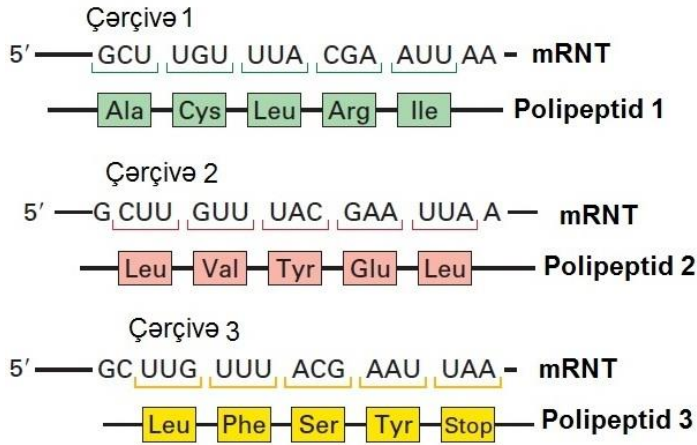 Çərçivə 1
5′ GCU UGU UUA CGA AUU AA mRNT
Ala Cys Leu Arg Ile Polipeptid 1
Çərçivə 2
5′ G CUU GUU UAC GAA UUA A mRNT
Leu Val Tyr Glu Leu Polipeptid 2
Çərçivə 3
5′ GC UUG UUU ACG AAU UAA mRNT
Leu Phe Ser Tyr Stop Polipeptid 3